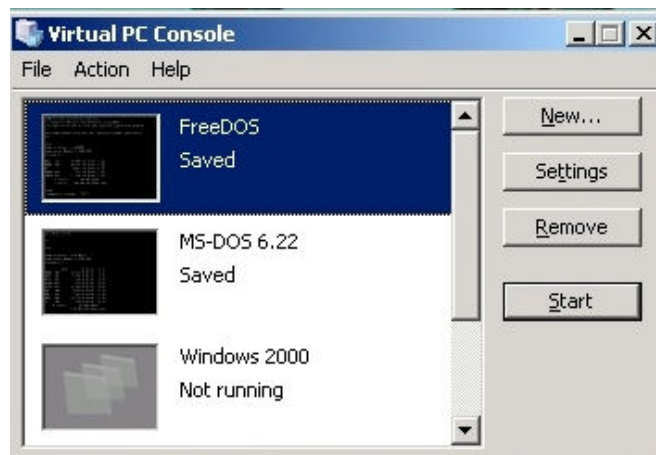 Virtual PC Console
File Action Help
FreeDOS
Saved
MS-DOS 6.22
Saved
Windows 2000
Not running
New...
Settings
Remove
Start